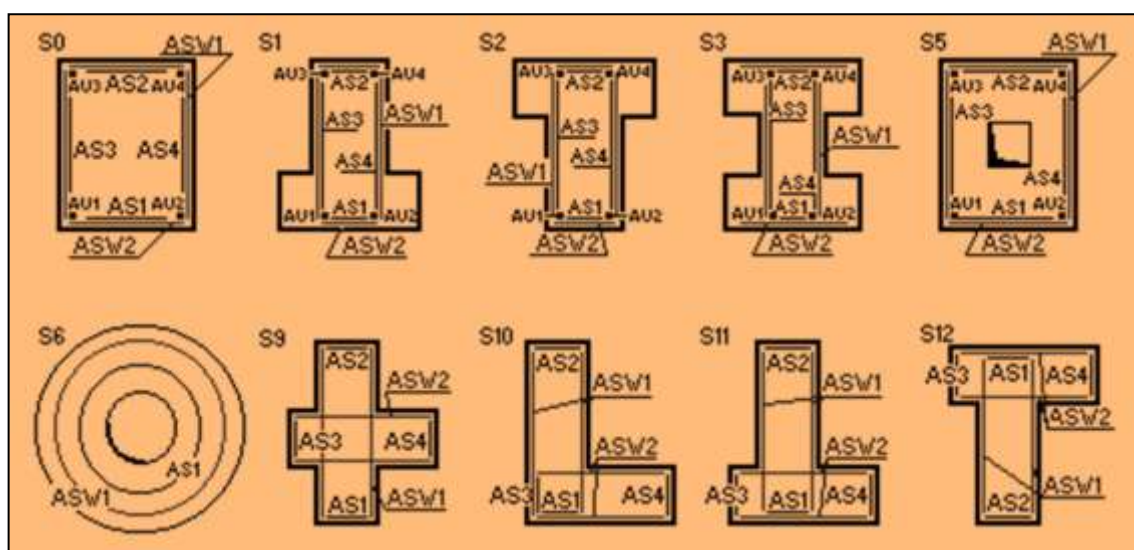 S0 ASW1 S1 S2 S3 S5 ASW1
AU3 AS2 AU4 AU3 AS2 AU4 AU3 AS2 AU4 AU3 AS2 AU4 AU3 AS2 AU4
AS3 ASW1 AS3 AS3 AS3
AS3 AS4 AS4 ASW1 AS4 ASW1 AS4 AS4
AU1 AS1 AU2 AU1 AS1 AU2 AU1 AS1 AU2 AU1 AS1 AU2 AU1 AS1 AU2
ASW2 ASW2 ASW2 ASW2 ASW2
S6 S9 S10 S11 S12
AS2 ASW2 AS2 ASW1 AS2 ASW1 AS3 AS1 AS4
AS3 AS4 ASW2 ASW2 ASW2
AS1 AS3 AS1 AS4 AS3 AS1 AS4 ASW1
ASW1 AS1 ASW1 AS2